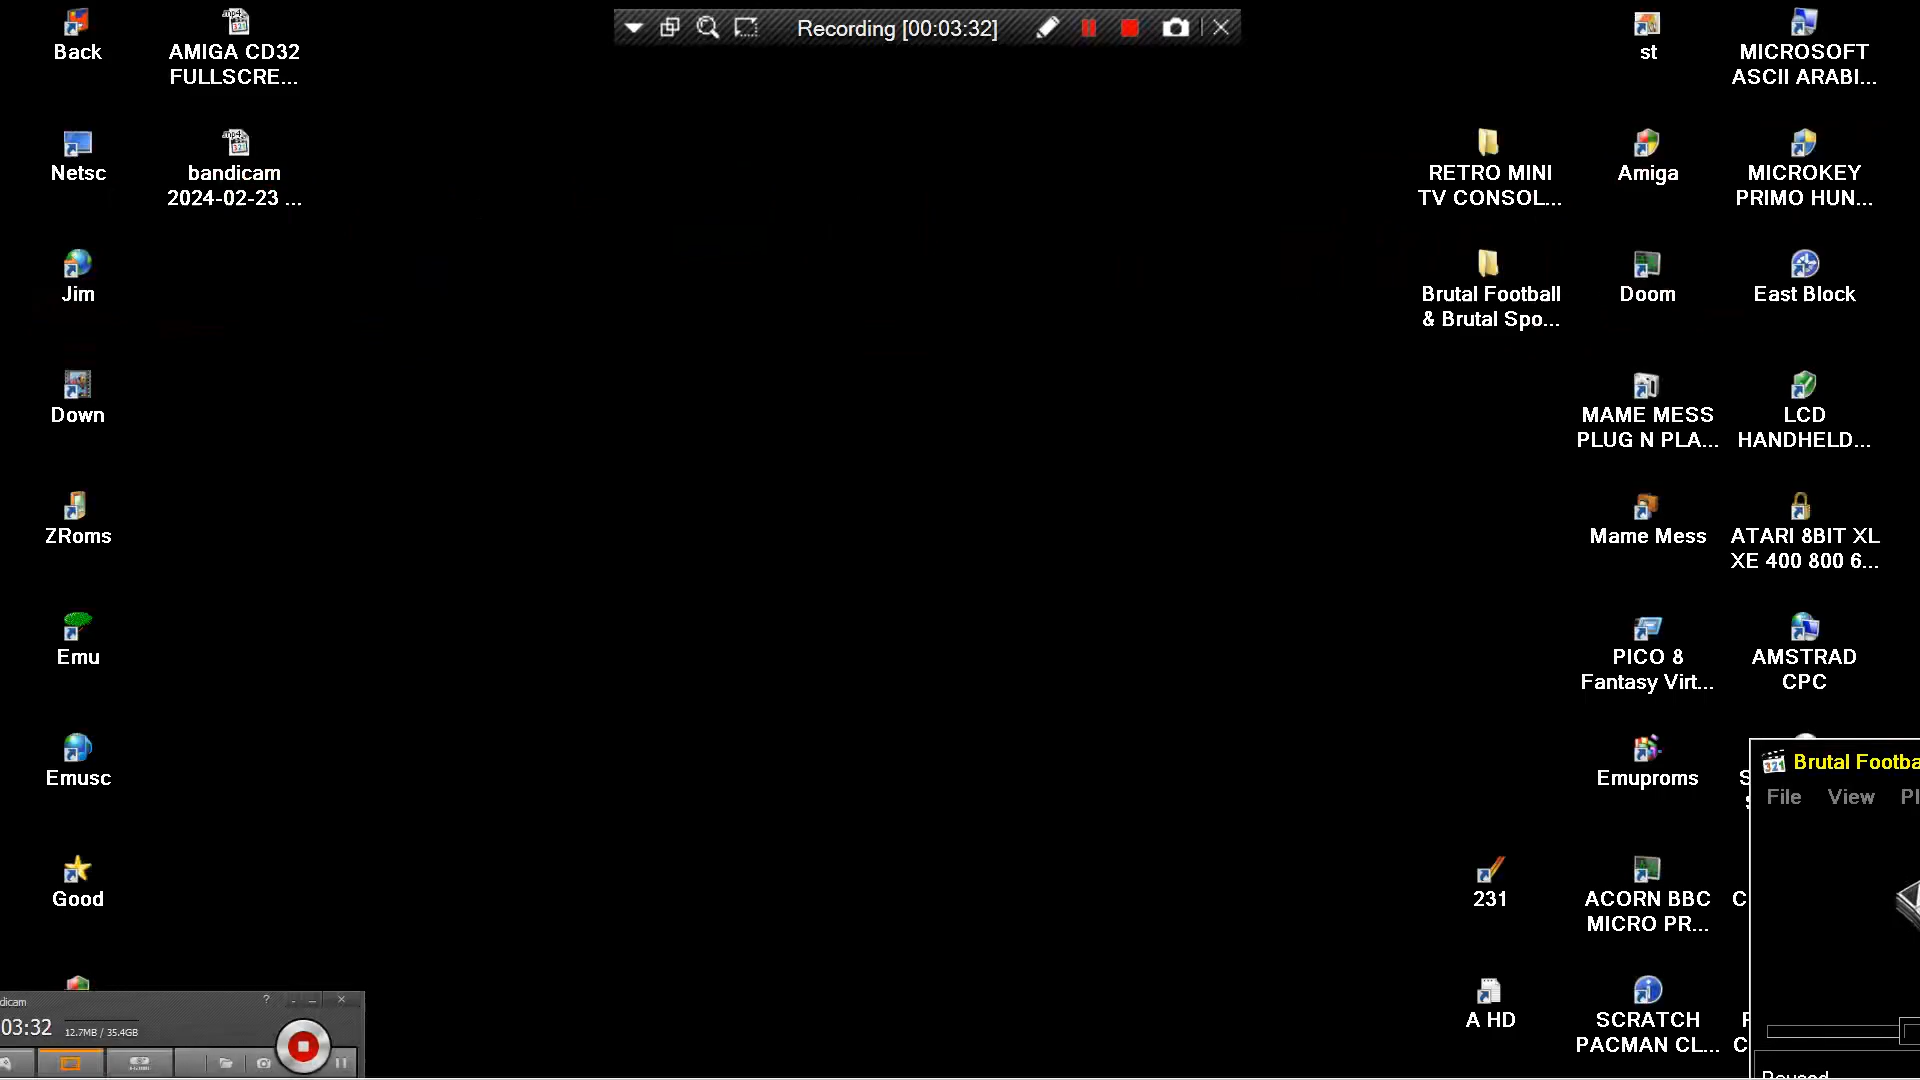 Recording [00:03:32]
Back
AMIGA CD32
FULLSCRE...
st
MICROSOFT
ASCII ARABI...
Netsc
bandicam
2024-02-23 ...
RETRO MINI
TV CONSOL...
Amiga
MICROKEY
PRIMO HUN...
Jim
Brutal Football
& Brutal Spo...
Doom
East Block
Down
MAME MESS
PLUG N PLA...
LCD
HANDHELD...
ZRoms
Mame Mess
ATARI 8BIT XL
XE 400 800 6...
Emu
PICO 8
Fantasy Virt...
AMSTRAD
CPC
Emusc
Emuproms
S
Brutal Footba
File View Pl
Good
231
ACORN BBC
MICRO PR...
C
A HD
SCRATCH
PACMAN CL...
C
dicam
?
03:32
12.7MB / 35.4GB
Paused